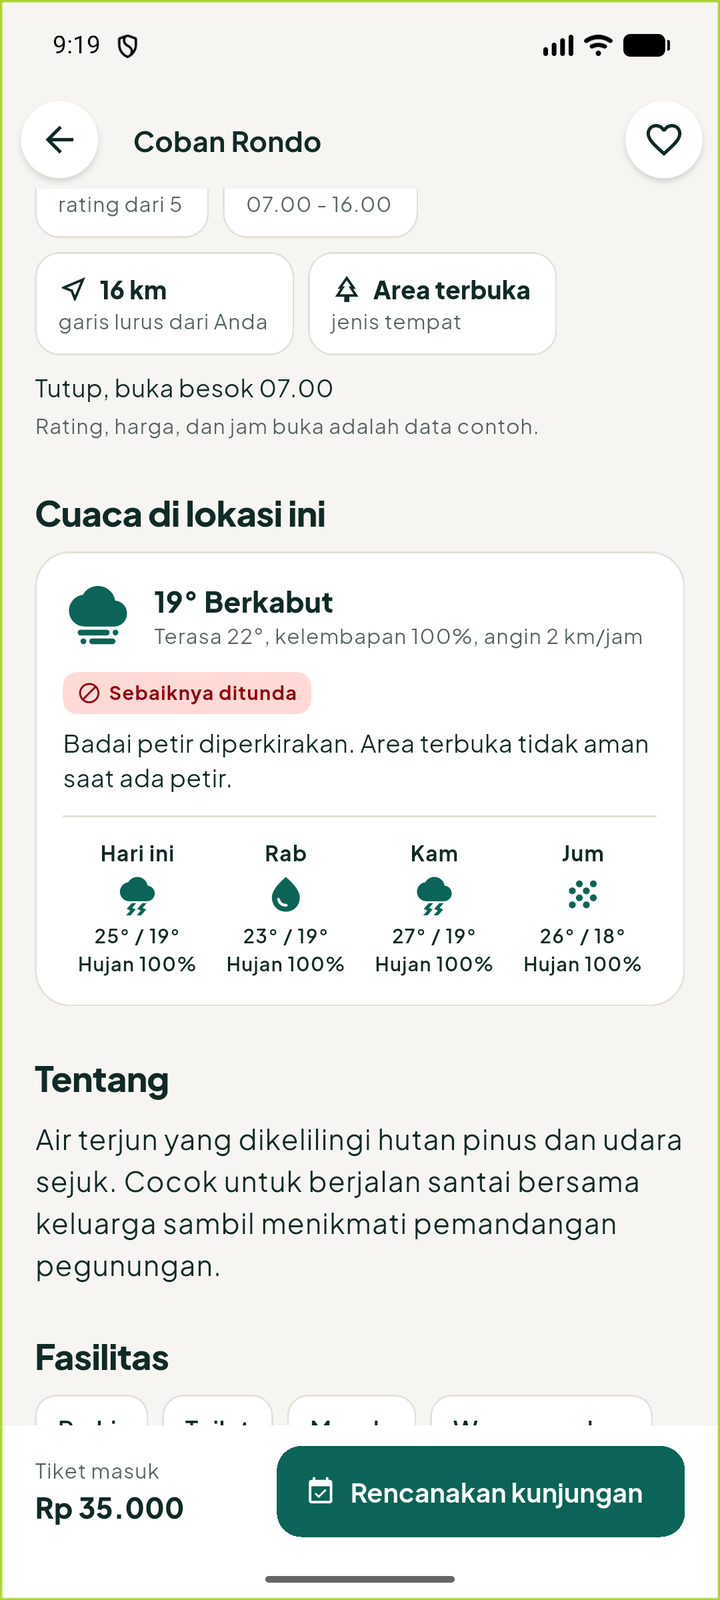 9:19
Coban Rondo
rating dari 5
07.00 - 16.00
16 km
garis lurus dari Anda
Area terbuka
jenis tempat
Tutup, buka besok 07.00
Rating, harga, dan jam buka adalah data contoh.
Cuaca di lokasi ini
19° Berkabut
Terasa 22°, kelembapan 100%, angin 2 km/jam
Sebaiknya ditunda
Badai petir diperkirakan. Area terbuka tidak aman
saat ada petir.
Hari ini Rab Kam Jum
25° / 19° 23° / 19° 27° / 19° 26° / 18°
Hujan 100% Hujan 100% Hujan 100% Hujan 100%
Tentang
Air terjun yang dikelilingi hutan pinus dan udara
sejuk. Cocok untuk berjalan santai bersama
keluarga sambil menikmati pemandangan
pegunungan.
Fasilitas
Tiket masuk
Rp 35.000
Rencanakan kunjungan